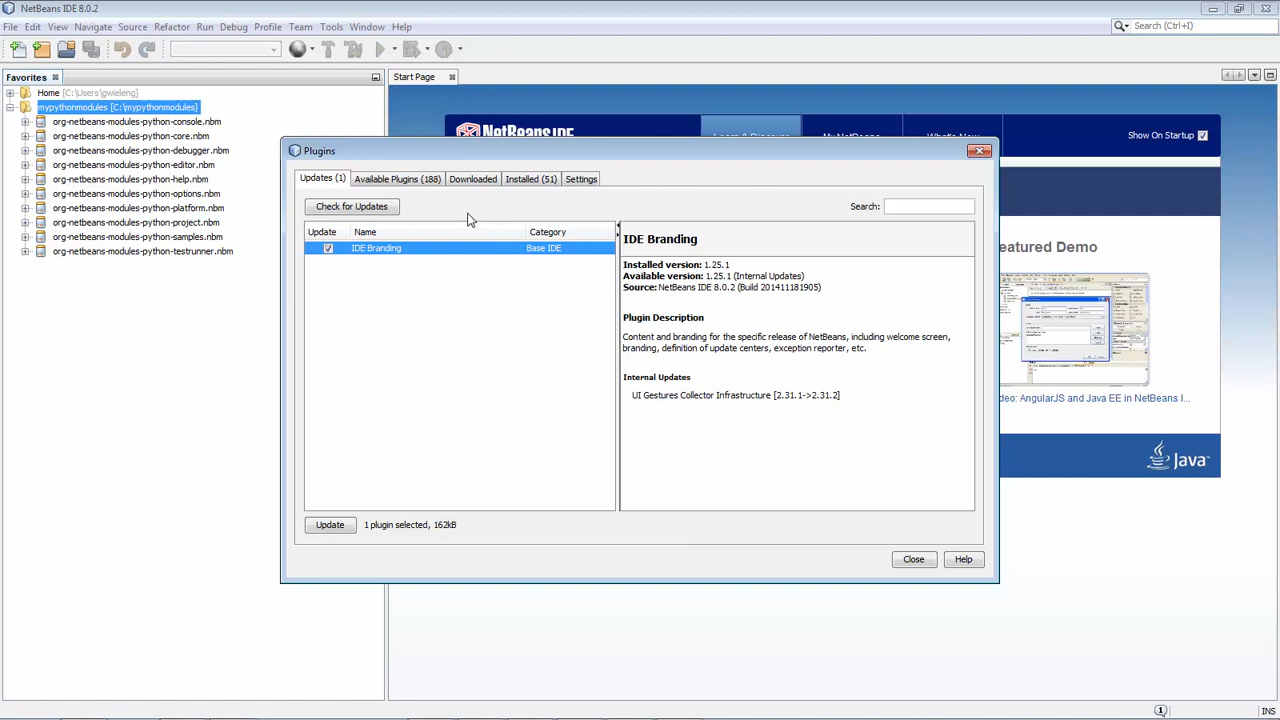 NetBeans IDE 8.0.2
File Edit View Navigate Source Refactor Run Debug Profile Team Tools Window Help
Search (Ctrl+I)
Favorites
Start Page
Home [C:\Users\gwieleng]
mypythonmodules [C:\mypythonmodules]
org-netbeans-modules-python-console.nbm
org-netbeans-modules-python-core.nbm
org-netbeans-modules-python-debugger.nbm
org-netbeans-modules-python-editor.nbm
org-netbeans-modules-python-help.nbm
org-netbeans-modules-python-options.nbm
org-netbeans-modules-python-platform.nbm
org-netbeans-modules-python-project.nbm
org-netbeans-modules-python-samples.nbm
org-netbeans-modules-python-testrunner.nbm
NetBeans IDE
Learn & Discover
My NetBeans
What's New
Show On Startup
Plugins
Updates (1) Available Plugins (188) Downloaded Installed (51) Settings
Check for Updates
Search:
Update Name Category
IDE Branding Base IDE
IDE Branding
Installed version: 1.25.1
Available version: 1.25.1 (Internal Updates)
Source: NetBeans IDE 8.0.2 (Build 201411181905)
Plugin Description
Content and branding for the specific release of NetBeans, including welcome screen,
branding, definition of update centers, exception reporter, etc.
Internal Updates
UI Gestures Collector Infrastructure [2.31.1->2.31.2]
Update 1 plugin selected, 162kB
Close Help
eatured Demo
deo: AngularJS and Java EE in NetBeans I...
Java
1 INS